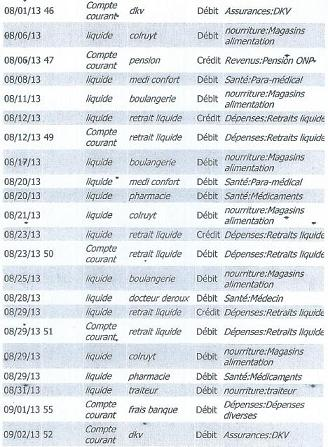 08/01/13 46 Compte courant dkv Débit Assurances:DKV
08/06/13 liquide colruyt Débit nourriture:Magasins alimentation
08/06/13 47 Compte courant pension Crédit Revenus:Pension ONP
08/08/13 liquide medi confort Débit Santé:Para-médical
08/11/13 liquide boulangerie Débit nourriture:Magasins alimentation
08/12/13 liquide retrait liquide Crédit Dépenses:Retraits liquide
08/12/13 49 Compte courant retrait liquide Débit Dépenses:Retraits liquide
08/17/13 liquide boulangerie Débit nourriture:Magasins alimentation
08/20/13 liquide medi confort Débit Santé:Para-médical
08/20/13 liquide pharmacie Débit Santé:Médicaments
08/21/13 liquide colruyt Débit nourriture:Magasins alimentation
08/23/13 liquide retrait liquide Crédit Dépenses:Retraits liquide
08/23/13 50 Compte courant retrait liquide Débit Dépenses:Retraits liquide
08/25/13 liquide boulangerie Débit nourriture:Magasins alimentation
08/28/13 liquide docteur deroux Débit Santé:Médecin
08/29/13 liquide retrait liquide Crédit Dépenses:Retraits liquide
08/29/13 51 Compte courant retrait liquide Débit Dépenses:Retraits liquide
08/29/13 liquide colruyt Débit nourriture:Magasins alimentation
08/29/13 liquide pharmacie Débit Santé:Médicaments
08/31/13 liquide traiteur Débit nourriture:traiteur
09/01/13 55 Compte courant frais banque Débit Dépenses:Dépenses diverses
09/02/13 52 Compte courant dkv Débit Assurances:DKV